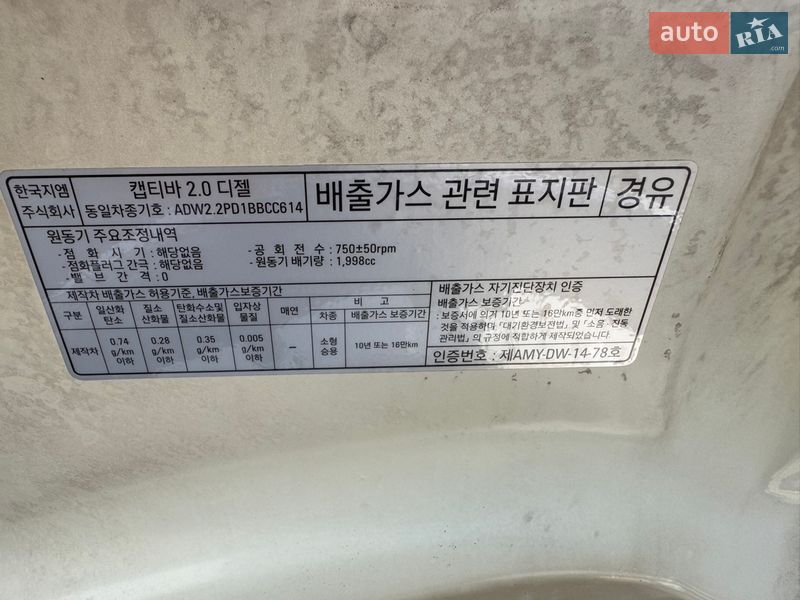 auto RIA .com
한국지엠 주식회사
캡티바 2.0 디젤
동일차종기호 : ADW2.2PD1BBCC614
배출가스 관련 표지판
경유
원동기 주요조정내역
- 점 화 시 기 : 해당없음
- 점화플러그 간극 : 해당없음
- 밸 브 간 격 : 0
- 공 회 전 수 : 750±50rpm
- 원동기 배기량 : 1,998cc
제작차 배출가스 허용기준, 배출가스보증기간
구분 일산화탄소 질소산화물 탄화수소및질소산화물 입자상물질 매연 비 고
차종 배출가스 보증기간
제작차 0.74 g/km 이하 0.28 g/km 이하 0.35 g/km 이하 0.005 g/km 이하 – 소형승용 10년 또는 16만km
배출가스 자기진단장치 인증
배출가스 보증기간
: 보증서에 의거 10년 또는 16만km중 먼저 도래한
것을 적용하며「대기환경보전법」및「소음·진동
관리법」의 규정에 적합하게 제작되었습니다.
인증번호 : 제AMY-DW-14-78호